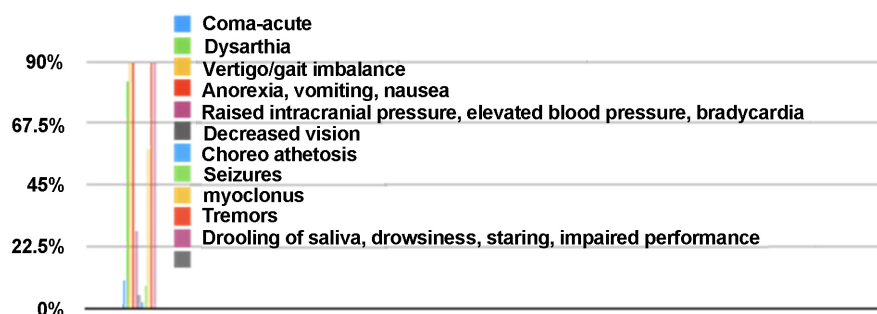 Coma-acute
Dysarthia
90%
Vertigo/gait imbalance
Anorexia, vomiting, nausea
Raised intracranial pressure, elevated blood pressure, bradycardia
67.5%
Decreased vision
Choreo athetosis
Seizures
45%
myoclonus
Tremors
Drooling of saliva, drowsiness, staring, impaired performance
22.5%
0%